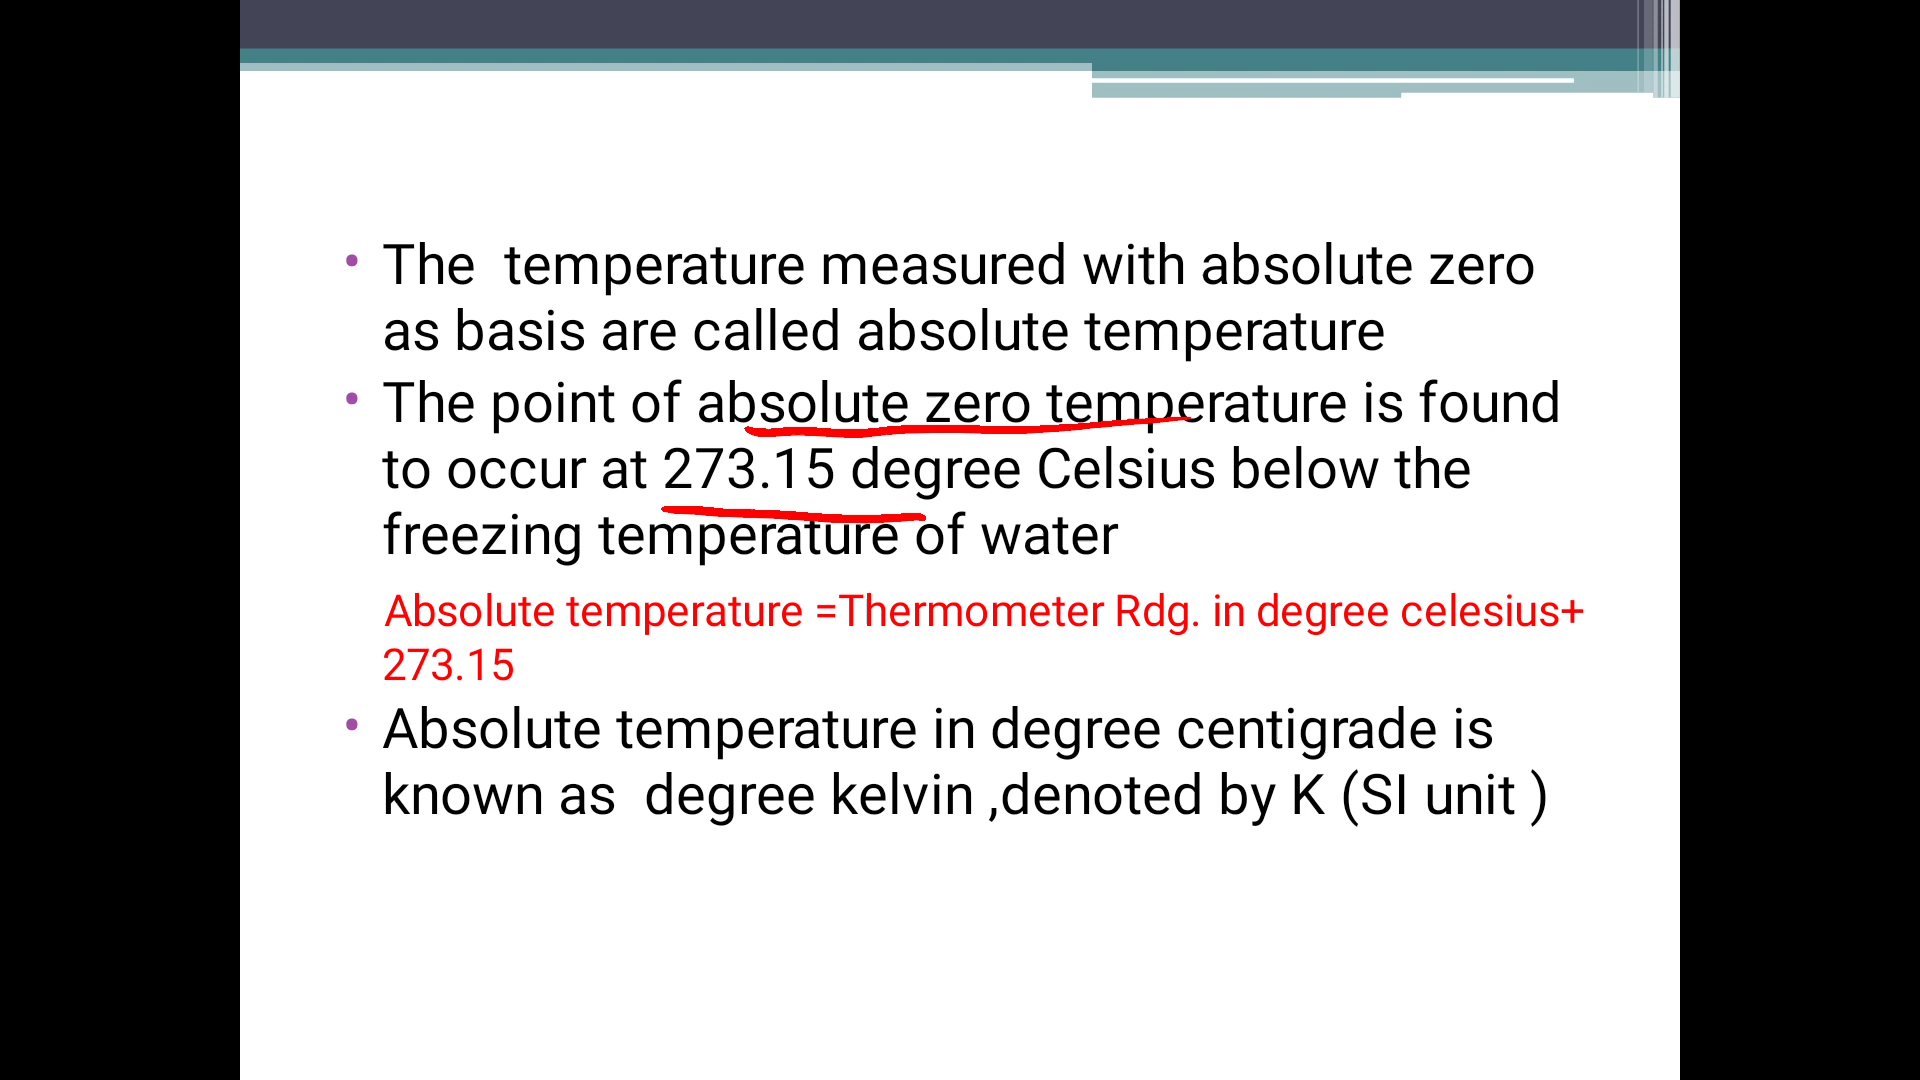 • The  temperature measured with absolute zero
as basis are called absolute temperature
• The point of absolute zero temperature is found
to occur at 273.15 degree Celsius below the
freezing temperature of water
Absolute temperature =Thermometer Rdg. in degree celesius+
273.15
• Absolute temperature in degree centigrade is
known as  degree kelvin ,denoted by K (SI unit )